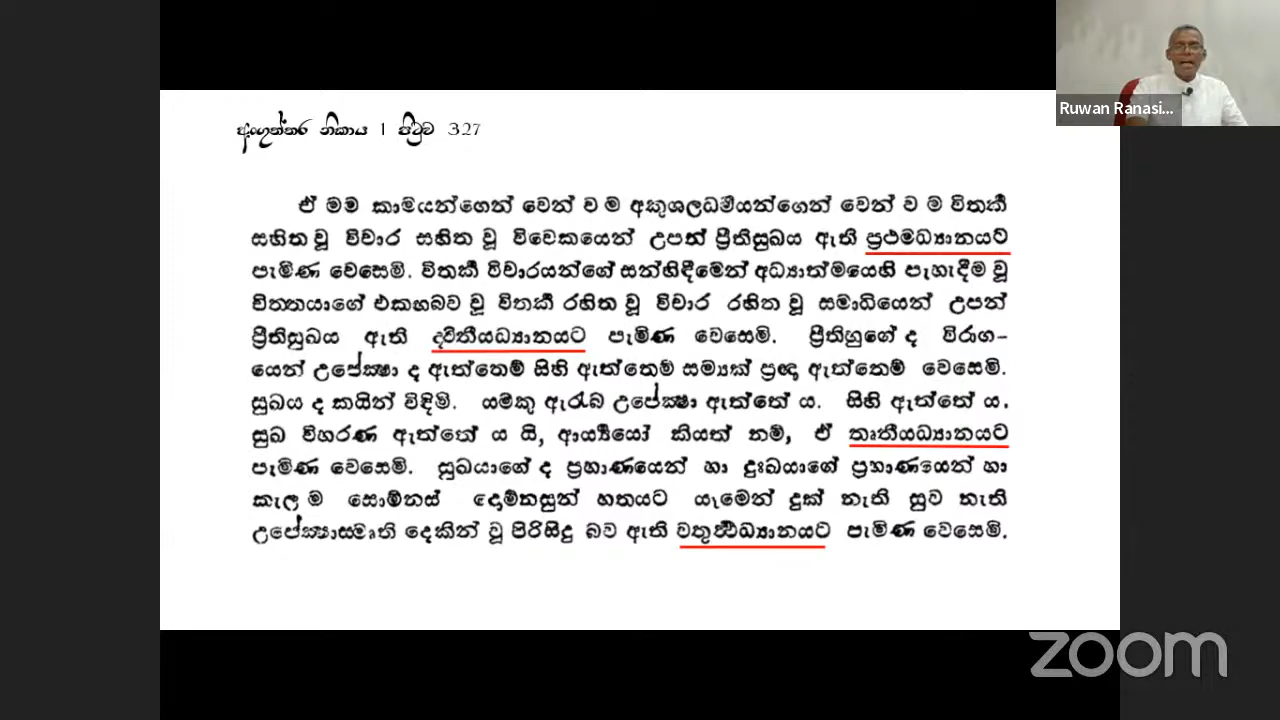 අංගුත්තර නිකාය 1 පිටුව 327
Ruwan Ranasi...
ඒ මම කාමයන්ගෙන් වෙන් ව ම අකුශලධර්මයන්ගෙන් වෙන් ව ම විතර්ක
සහිත වූ විචාර සහිත වූ විවේකයෙන් උපන් ප්‍රීතිසුඛය ඇති ප්‍රථමධ්‍යානයට
පැමිණ වෙසෙමි. විතර්ක විචාරයන්ගේ සන්හිඳීමෙන් අධ්‍යාත්මයෙහි පැහැදීම වූ
චිත්තයාගේ එකඟබව වූ විතර්ක රහිත වූ විචාර රහිත වූ සමාධියෙන් උපන්
ප්‍රීතිසුඛය ඇති ද්විතීයධ්‍යානයට පැමිණ වෙසෙමි. ප්‍රීතිහුගේ ද විරාග-
යෙන් උපේක්‍ෂා ද ඇත්තෙම් සිහි ඇත්තෙම් සම්‍යක් ප්‍රඥා ඇත්තෙම් වෙසෙමි.
සුඛය ද කයින් විඳිමි. යමකු ඇරැබ උපේක්‍ෂා ඇත්තේ ය. සිහි ඇත්තේ ය.
සුඛ විහරණ ඇත්තේ ය යි, ආර්‍ය්‍යයෝ කියත් නම්, ඒ තෘතීයධ්‍යානයට
පැමිණ වෙසෙමි. සුඛයාගේ ද ප්‍රහාණයෙන් හා දුඃඛයාගේ ප්‍රහාණයෙන් හා
කැල ම සොම්නස් දොම්නසුන් හතයට යෑමෙන් දුක් නැති සුව නැති
උපේක්‍ෂාසමෘති දෙකින් වූ පිරිසිදු බව ඇති චතුර්ථධ්‍යානයට පැමිණ වෙසෙමි.
zoom